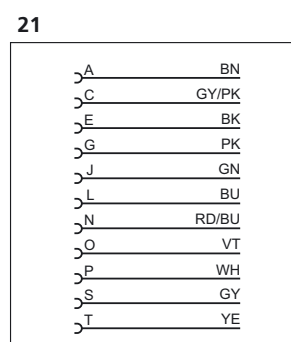 21
A BN
C GY/PK
E BK
G PK
J GN
L BU
N RD/BU
O VT
P WH
S GY
T YE